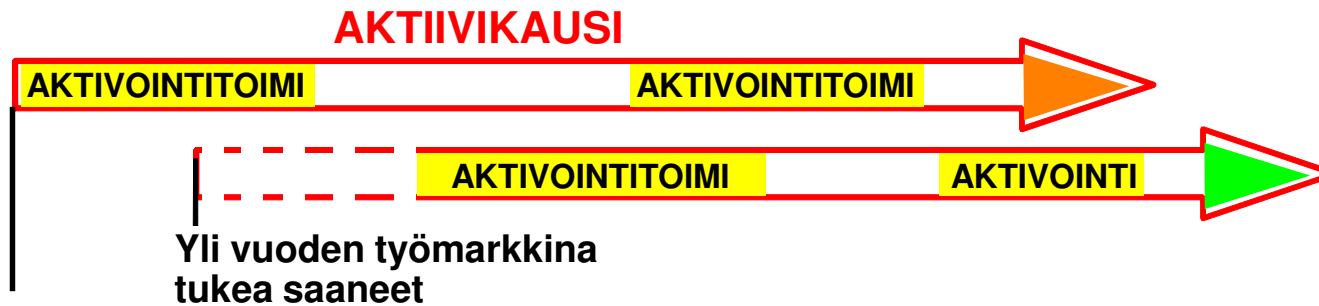 AKTIIVIKAUSI
AKTIVOINTITOIMI AKTIVOINTITOIMI
AKTIVOINTITOIMI AKTIVOINTI
Yli vuoden työmarkkina
tukea saaneet